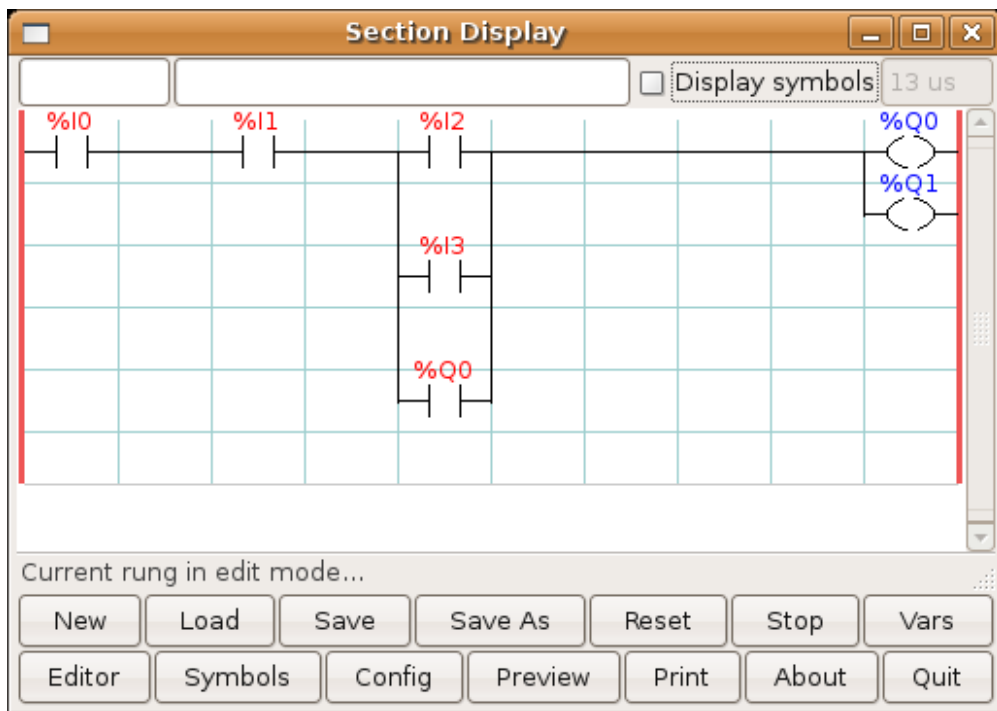 Section Display
Display symbols 13 us
%I0 %I1 %I2 %Q0
%Q1
%I3
%Q0
Current rung in edit mode...
New Load Save Save As Reset Stop Vars
Editor Symbols Config Preview Print About Quit